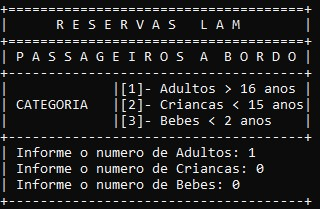 +=====================================+
| R E S E R V A S  L A M |
+=====================================+
| P A S S A G E I R O S  A  B O R D O |
+-------------------------------------+
| |[1]- Adultos > 16 anos |
| CATEGORIA |[2]- Criancas < 15 anos|
| |[3]- Bebes < 2 anos |
+-------------------------------------+
| Informe o numero de Adultos: 1
| Informe o numero de Criancas: 0
| Informe o numero de Bebes: 0
+-------------------------------------+